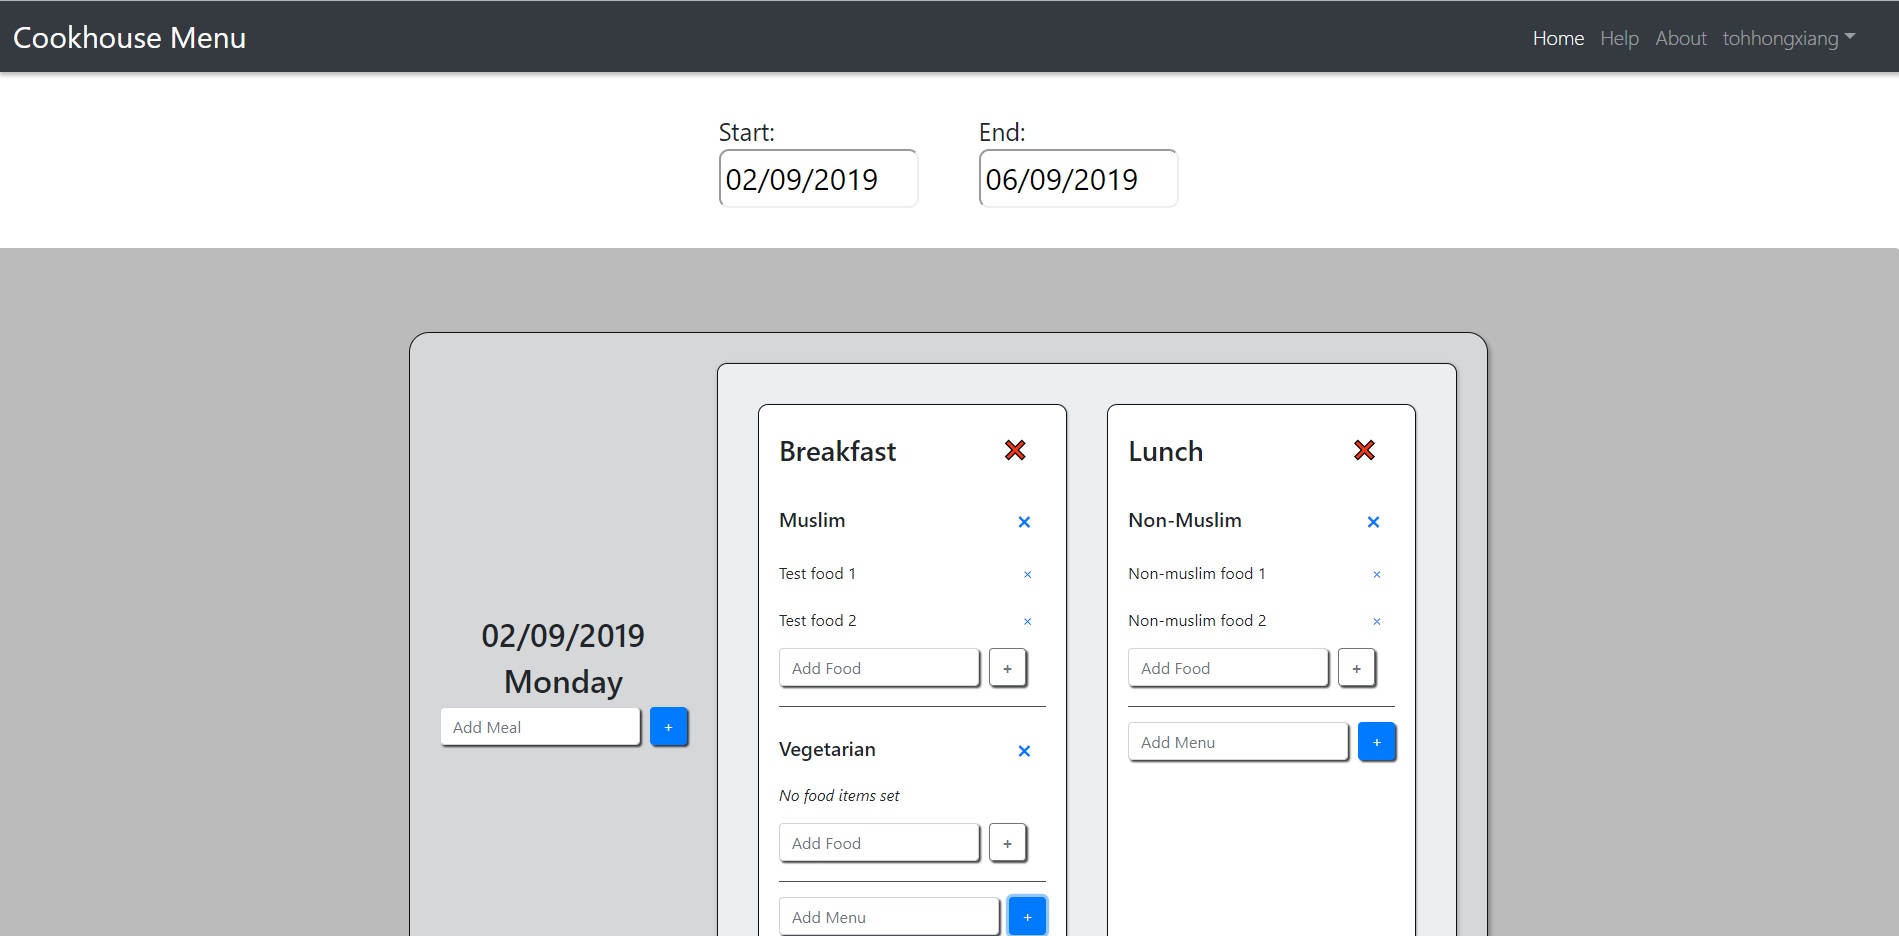 Cookhouse Menu
Home Help About tohhongxiang
Start:
02/09/2019
End:
06/09/2019
02/09/2019
Monday
Add Meal
+
Breakfast
Muslim
Test food 1
Test food 2
Add Food
+
Vegetarian
No food items set
Add Food
+
Add Menu
+
Lunch
Non-Muslim
Non-muslim food 1
Non-muslim food 2
Add Food
+
Add Menu
+